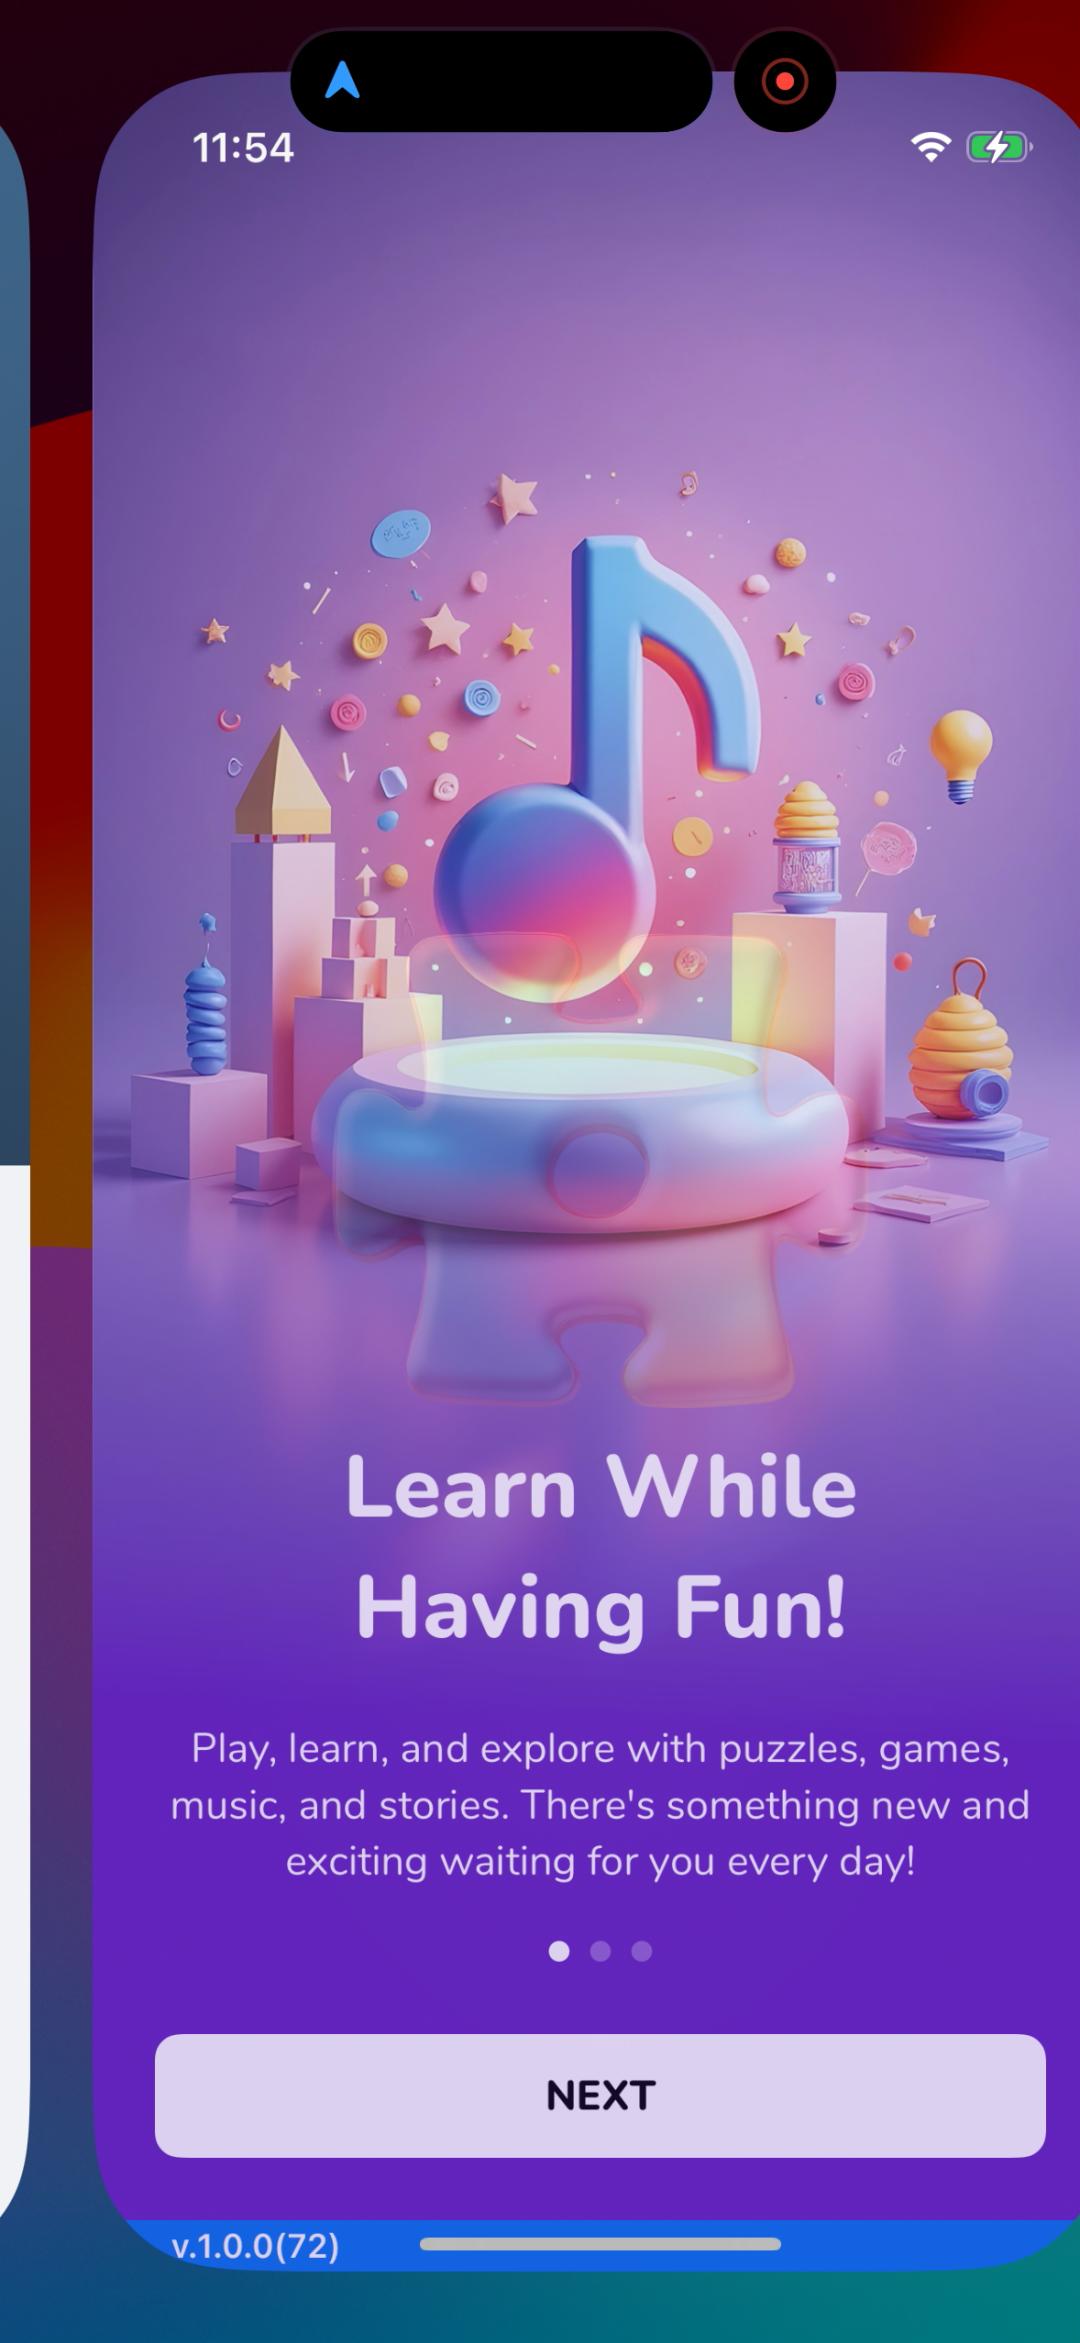 11:54
Learn While
Having Fun!
Play, learn, and explore with puzzles, games,
music, and stories. There's something new and
exciting waiting for you every day!
NEXT
v.1.0.0(72)